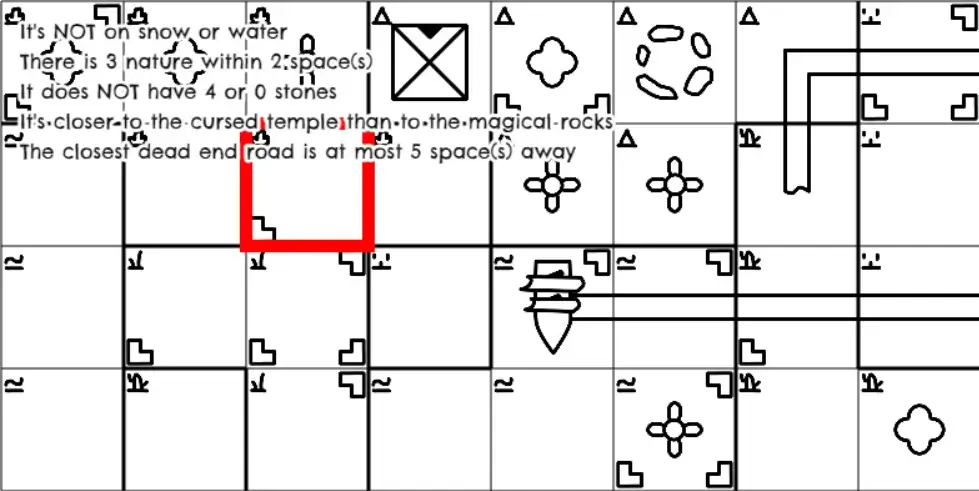 It's NOT on snow or water
There is 3 nature within 2 space(s)
It does NOT have 4 or 0 stones
It's closer to the cursed temple than to the magical rocks
The closest dead end road is at most 5 space(s) away